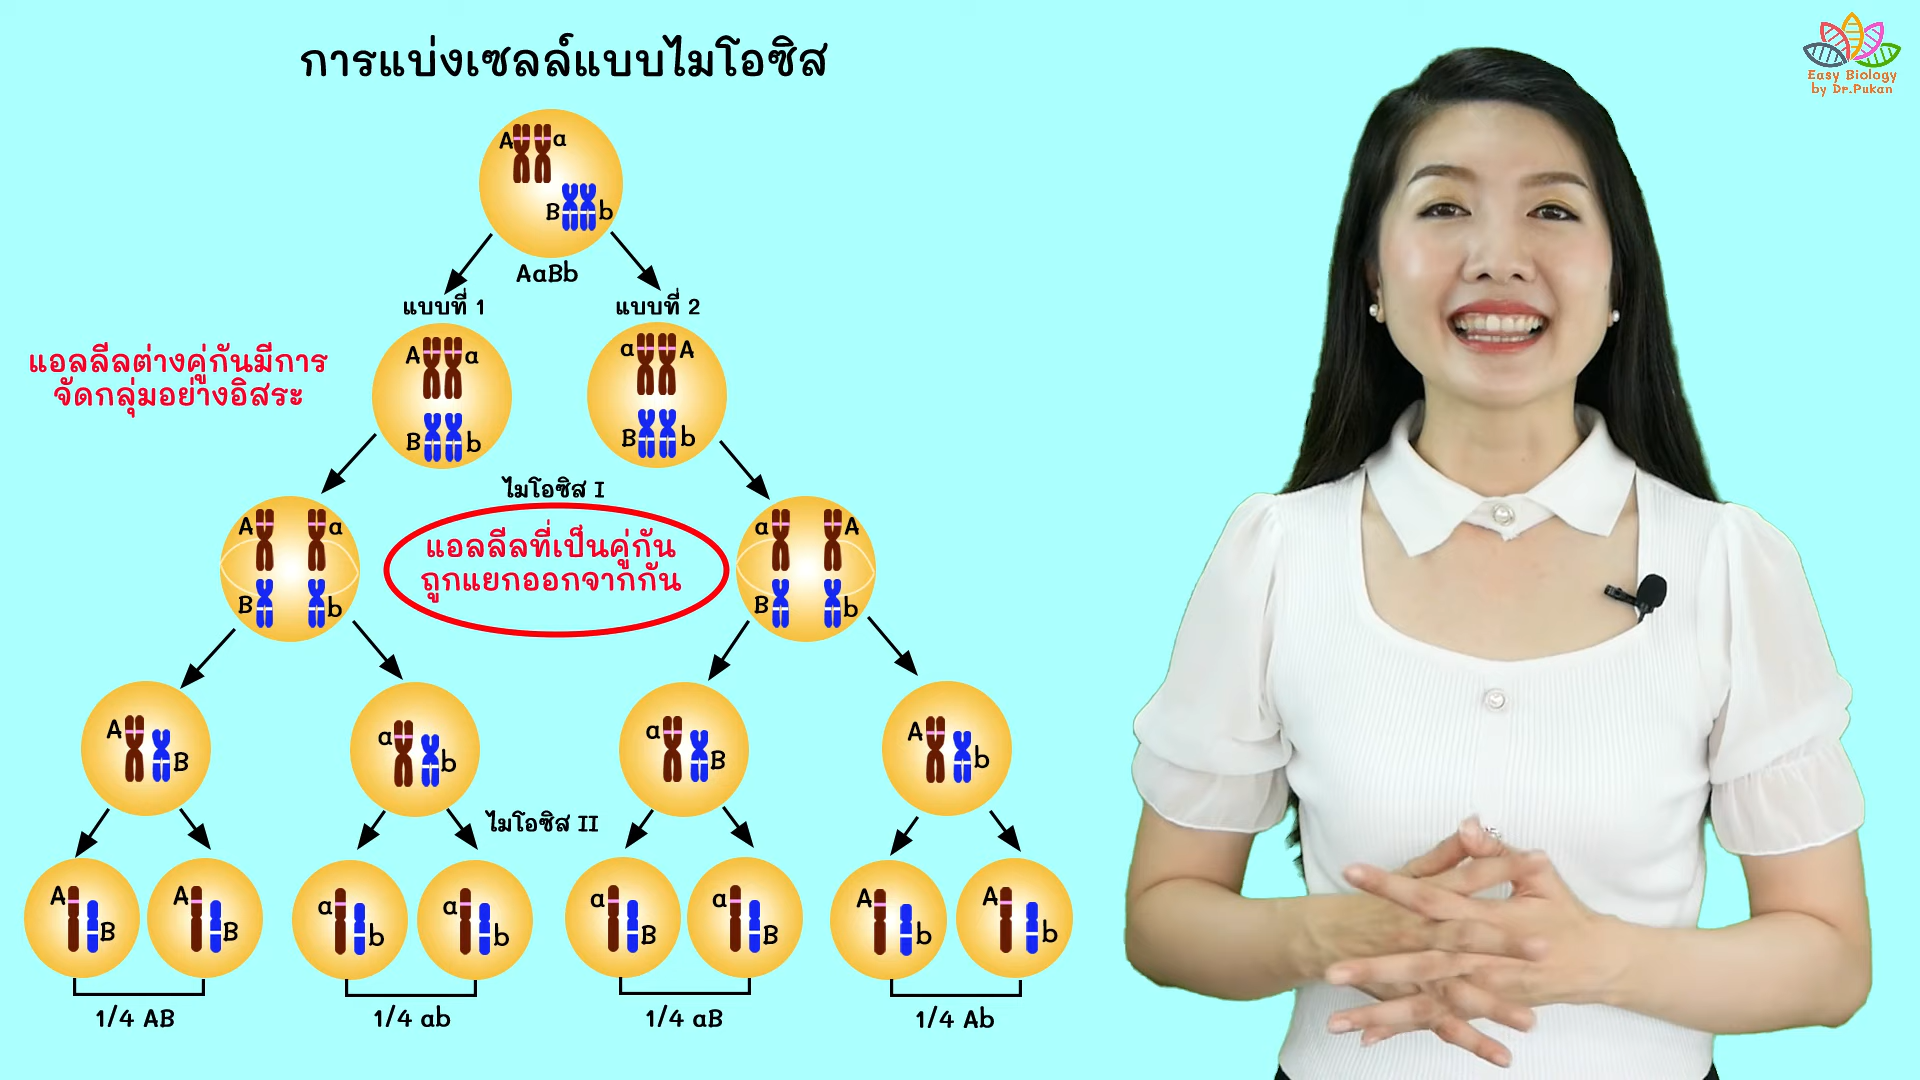 การแบ่งเซลล์แบบไมโอซิส
Easy Biology
by Dr.Pukan
A a
B b
AaBb
แบบที่ 1
แบบที่ 2
แอลลีลต่างคู่กันมีการ
จัดกลุ่มอย่างอิสระ
A a
B b
a A
B b
ไมโอซิส I
แอลลีลที่เป็นคู่กัน
ถูกแยกออกจากกัน
A a
B b
a A
B b
A B
a b
a B
A b
ไมโอซิส II
A B
A B
a b
a b
a B
a B
A b
A b
1/4 AB
1/4 ab
1/4 aB
1/4 Ab